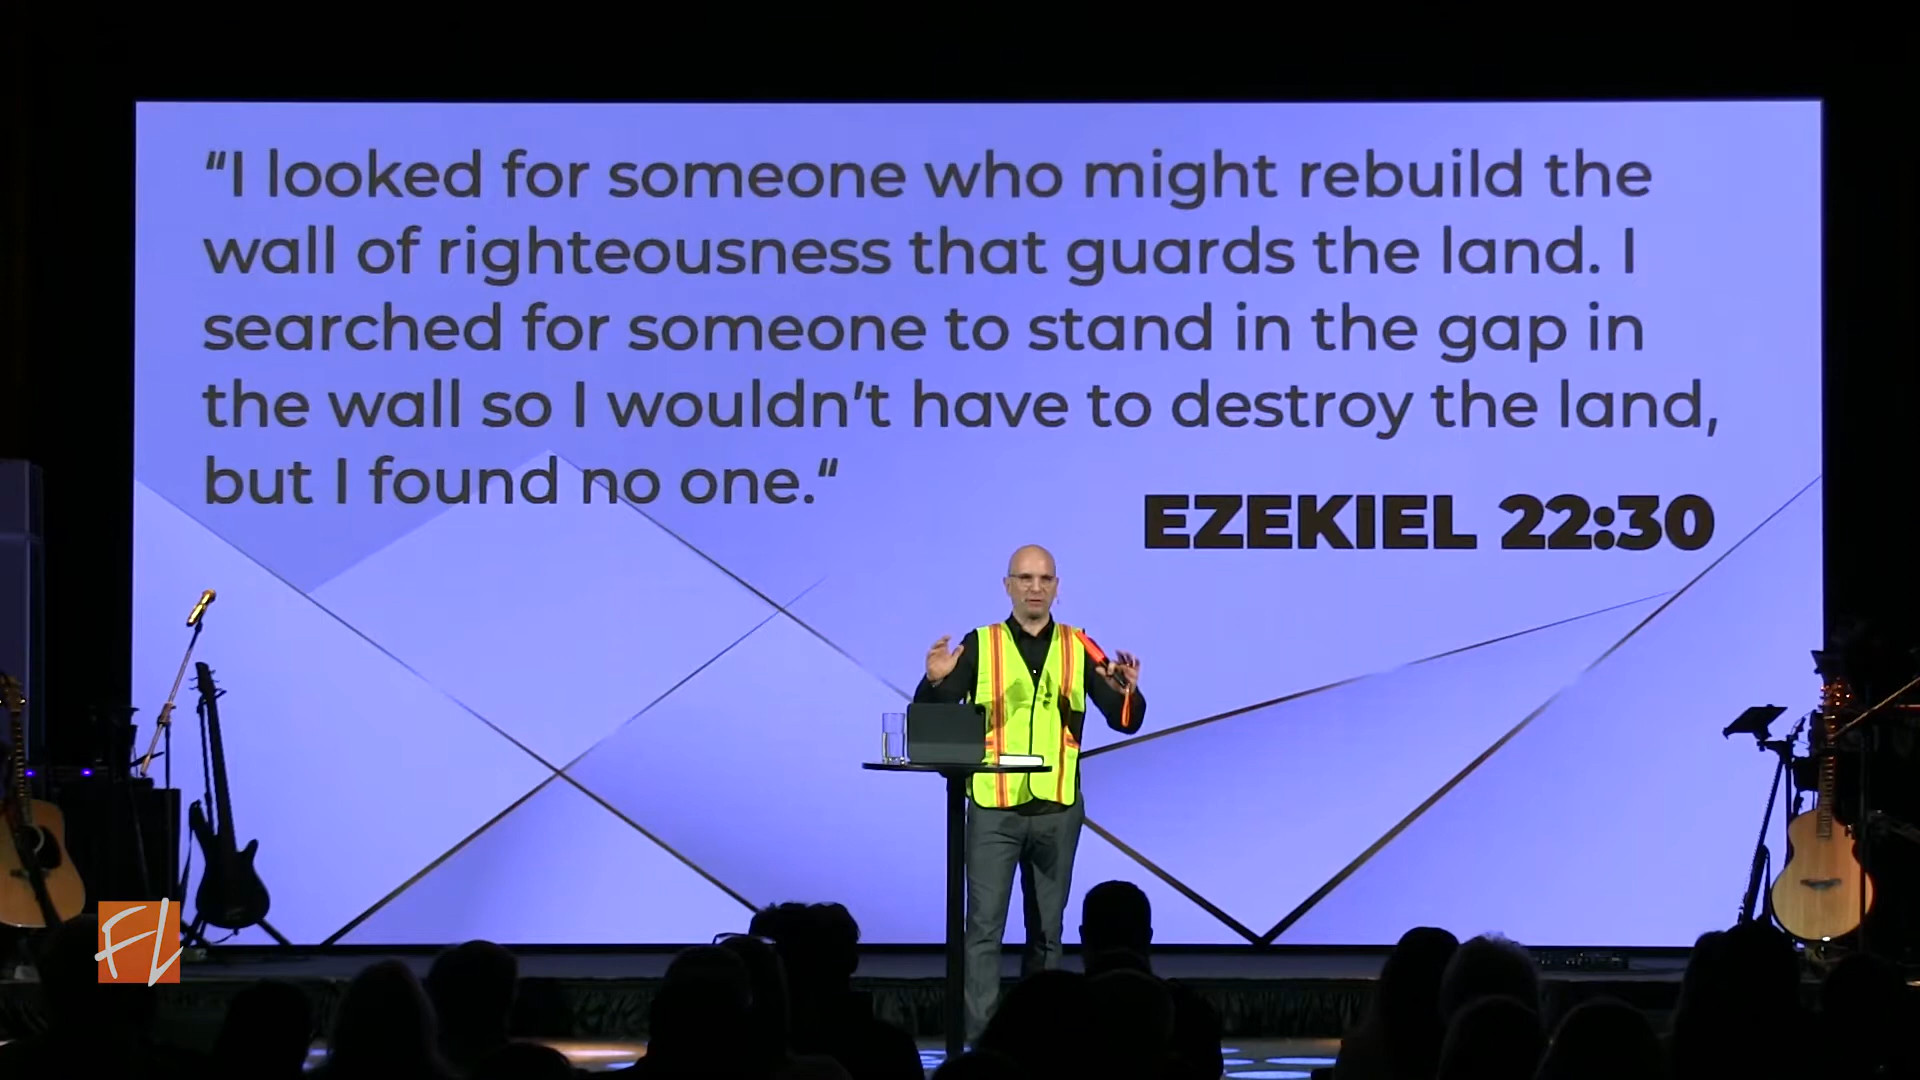 “I looked for someone who might rebuild the
wall of righteousness that guards the land. I
searched for someone to stand in the gap in
the wall so I wouldn’t have to destroy the land,
but I found no one.“
EZEKIEL 22:30
FL